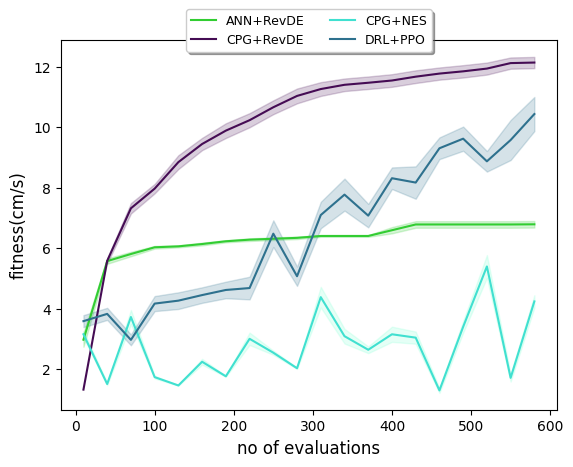 ANN+RevDE
CPG+RevDE
CPG+NES
DRL+PPO
fitness(cm/s)
12
10
8
6
4
2
0
100
200
300
400
500
600
no of evaluations